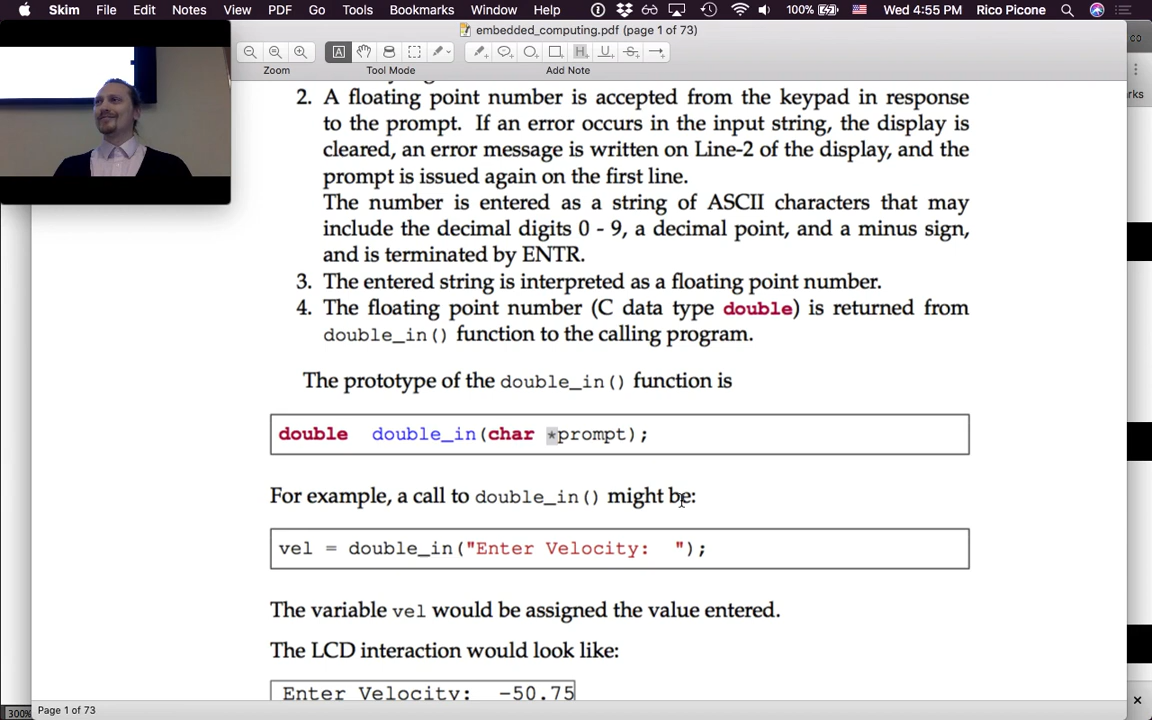 Skim File Edit View Notes PDF Go Tools Bookmarks Window Help 100% Wed 4:55 PM Rico Picone
embedded_computing.pdf (page 1 of 73)
Zoom Tool Mode Add Note
2. A floating point number is accepted from the keypad in response
to the prompt. If an error occurs in the input string, the display is
cleared, an error message is written on Line-2 of the display, and the
prompt is issued again on the first line.
The number is entered as a string of ASCII characters that may
include the decimal digits 0 - 9, a decimal point, and a minus sign,
and is terminated by ENTR.
3. The entered string is interpreted as a floating point number.
4. The floating point number (C data type double) is returned from
double_in() function to the calling program.
The prototype of the double_in() function is
double double_in(char *prompt);
For example, a call to double_in() might be:
vel = double_in("Enter Velocity:  ");
The variable vel would be assigned the value entered.
The LCD interaction would look like:
Enter Velocity:  -50.75
Page 1 of 73
300%